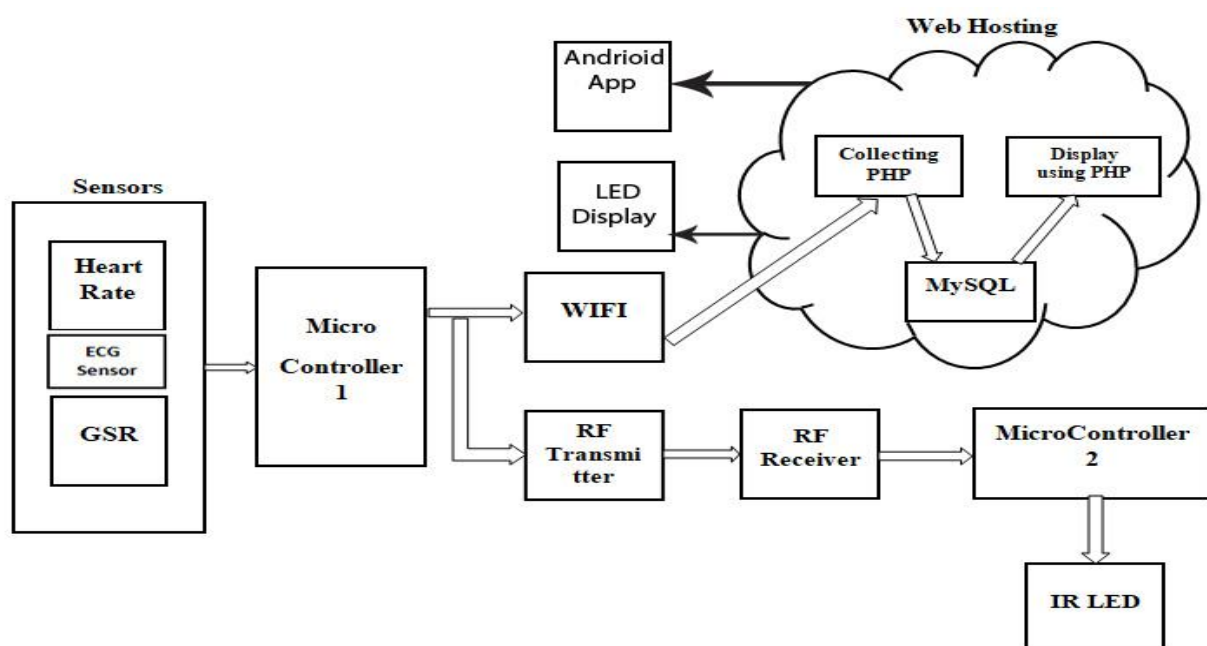 Web Hosting
Andrioid
App
Collecting
PHP
Display
using PHP
LED
Display
MySQL
Sensors
Heart
Rate
ECG
Sensor
GSR
Micro
Controller
1
WIFI
RF
Transmi
tter
RF
Receiver
MicroController
2
IR LED